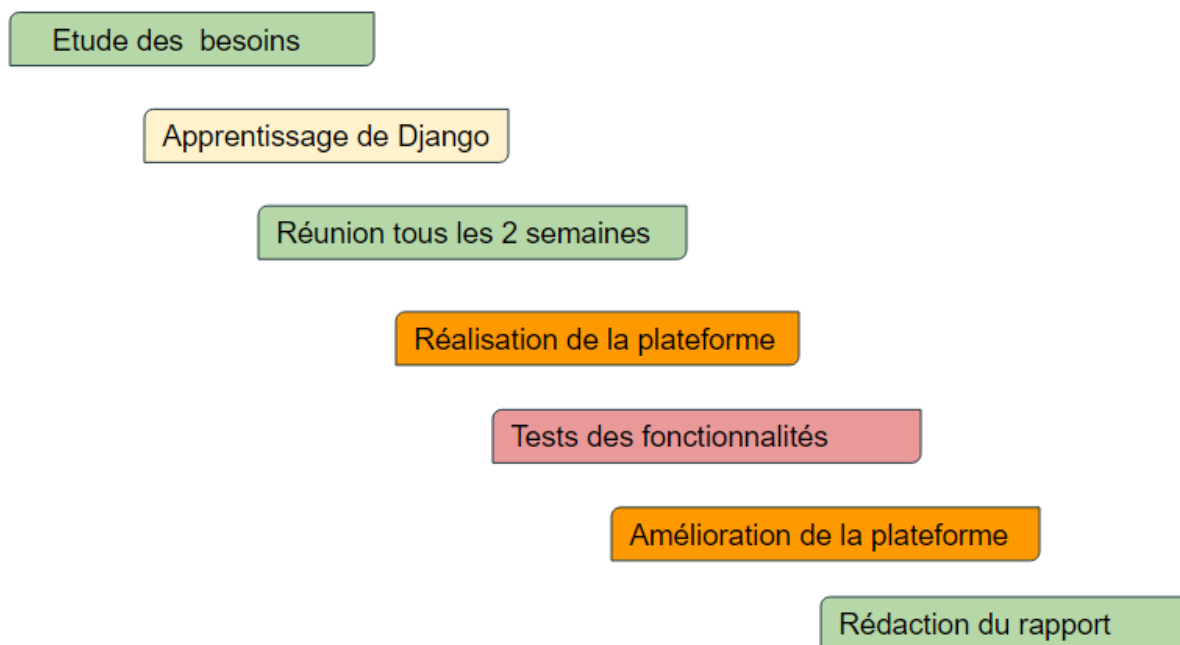 Etude des besoins
Apprentissage de Django
Réunion tous les 2 semaines
Réalisation de la plateforme
Tests des fonctionnalités
Amélioration de la plateforme
Rédaction du rapport